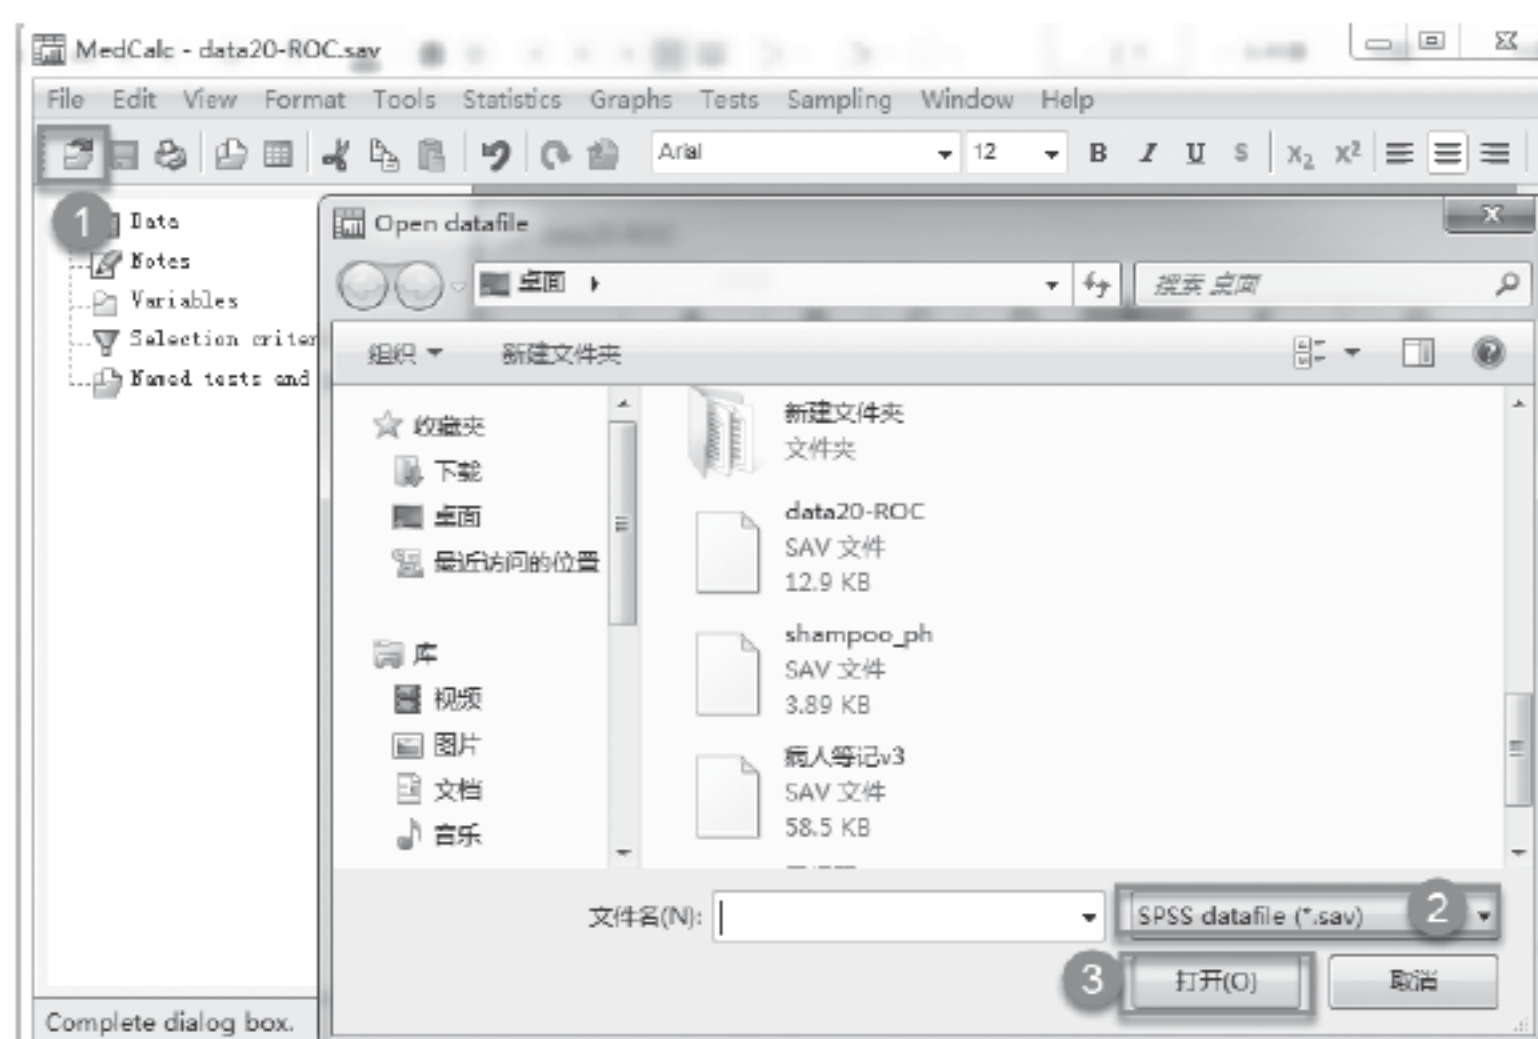 MedCalc - data20-ROC.sav
File Edit View Format Tools Statistics Graphs Tests Sampling Window Help
Arial 12 B I U S X₂ X²
1
Data
Notes
Variables
Selection criter
Named tests and
Open datafile
桌面
搜索 桌面
组织 新建文件夹
收藏夹
下载
桌面
最近访问的位置
库
视频
图片
文档
音乐
新建文件夹
文件夹
data20-ROC
SAV 文件
12.9 KB
shampoo_ph
SAV 文件
3.89 KB
病人等记v3
SAV 文件
58.5 KB
文件名(N):
SPSS datafile (*.sav) 2
3 打开(O) 取消
Complete dialog box.